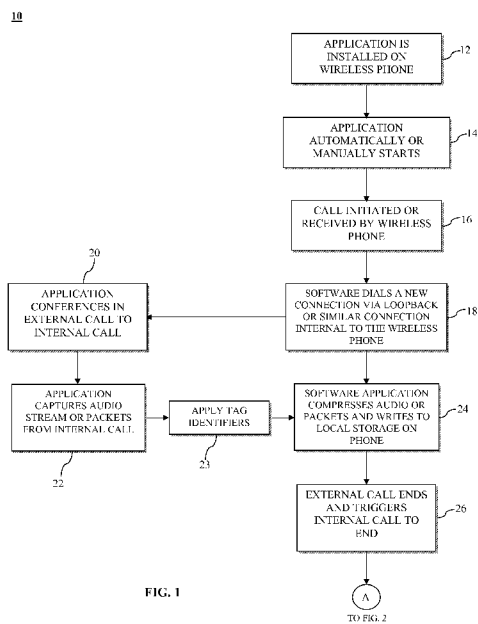 10
APPLICATION IS
INSTALLED ON
WIRELESS PHONE
12
APPLICATION
AUTOMATICALLY OR
MANUALLY STARTS
14
CALL INITIATED OR
RECEIVED BY WIRELESS
PHONE
16
20
APPLICATION
CONFERENCES IN
EXTERNAL CALL TO
INTERNAL CALL
SOFTWARE DIALS A NEW
CONNECTION VIA LOOPBACK
OR SIMILAR CONNECTION
INTERNAL TO THE WIRELESS
PHONE
18
APPLICATION
CAPTURES AUDIO
STREAM OR PACKETS
FROM INTERNAL CALL
22
APPLY TAG
IDENTIFIERS
23
SOFTWARE APPLICATION
COMPRESSES AUDIO OR
PACKETS AND WRITES TO
LOCAL STORAGE ON
PHONE
24
EXTERNAL CALL ENDS
AND TRIGGERS
INTERNAL CALL TO
END
26
FIG. 1
A
TO FIG. 2